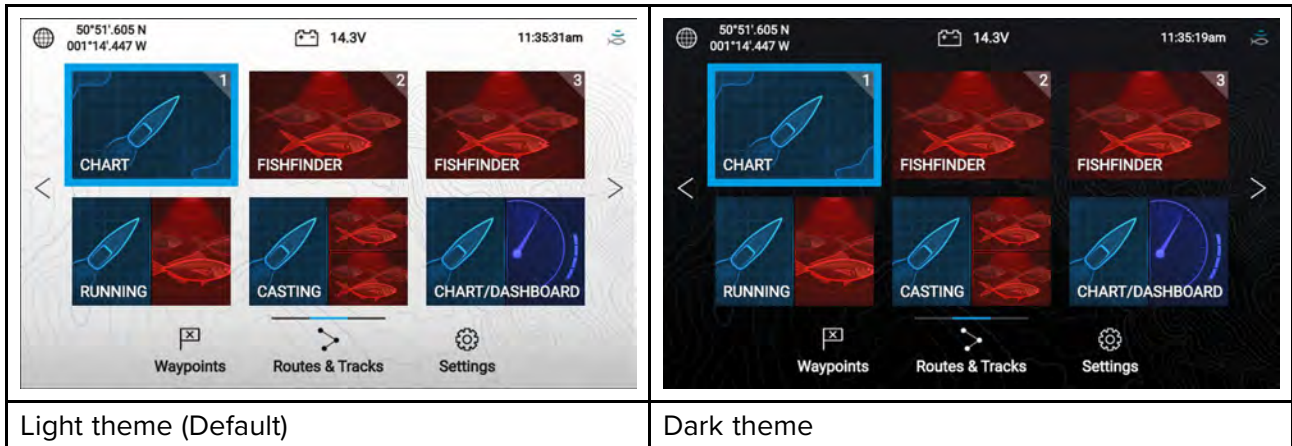 50°51'.605 N
001°14'.447 W
14.3V
11:35:31am
1
CHART
2
FISHFINDER
3
FISHFINDER
RUNNING
CASTING
CHART/DASHBOARD
Waypoints
Routes & Tracks
Settings
Light theme (Default)
50°51'.605 N
001°14'.447 W
14.3V
11:35:19am
1
CHART
2
FISHFINDER
3
FISHFINDER
RUNNING
CASTING
CHART/DASHBOARD
Waypoints
Routes & Tracks
Settings
Dark theme